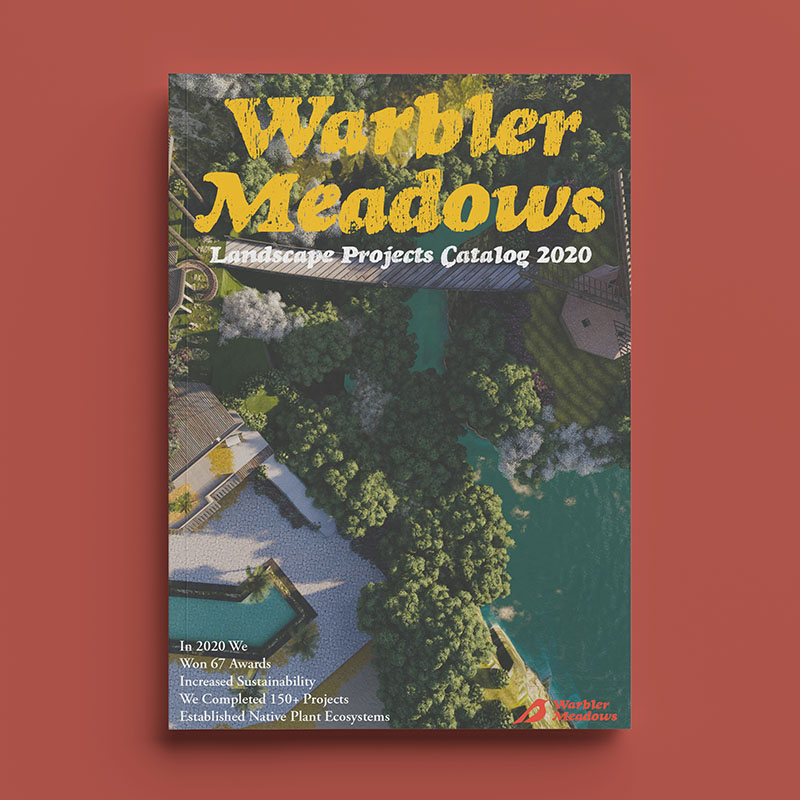 Warbler
Meadows
Landscape Projects Catalog 2020
In 2020 We
Won 67 Awards
Increased Sustainability
We Completed 150+ Projects
Established Native Plant Ecosystems
Warbler
Meadows